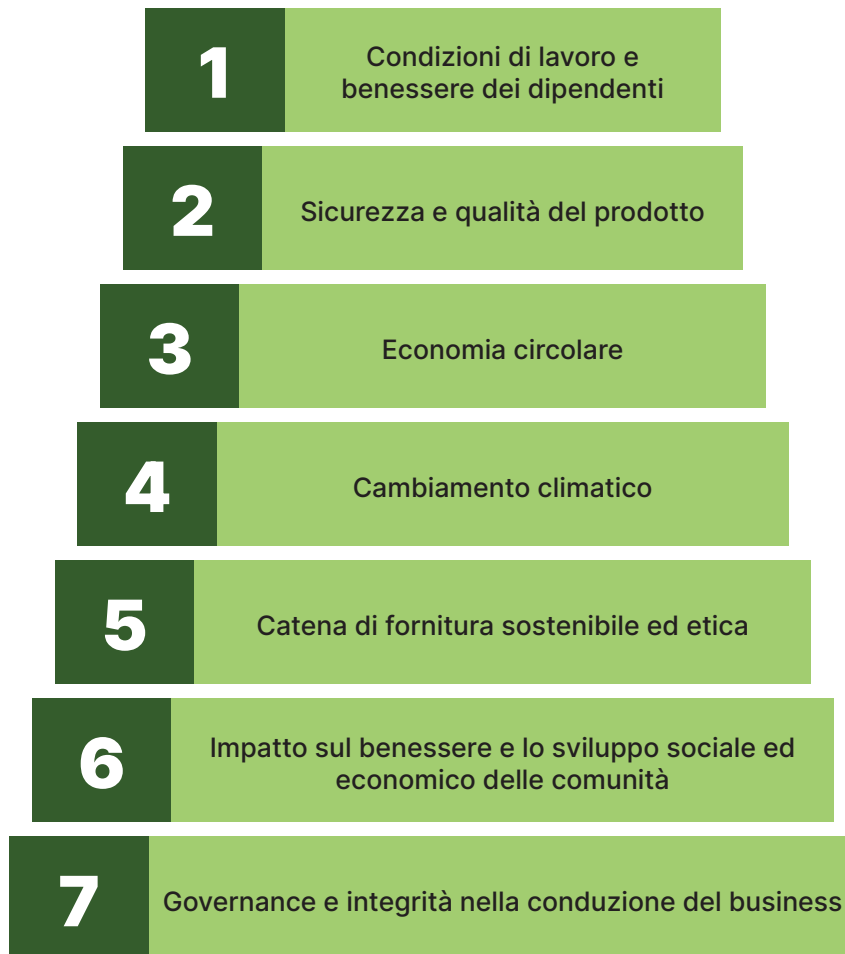 1
Condizioni di lavoro e
benessere dei dipendenti
2
Sicurezza e qualità del prodotto
3
Economia circolare
4
Cambiamento climatico
5
Catena di fornitura sostenibile ed etica
6
Impatto sul benessere e lo sviluppo sociale ed
economico delle comunità
7
Governance e integrità nella conduzione del business